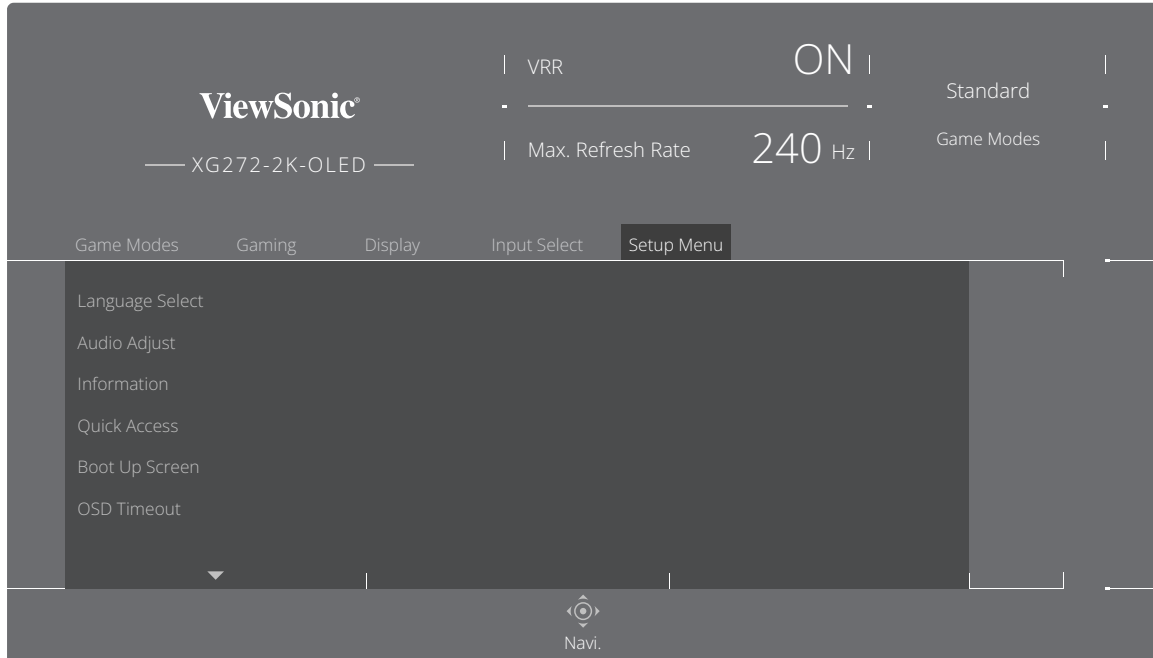 ViewSonic®
XG272-2K-OLED
VRR ON
Max. Refresh Rate 240 Hz
Standard
Game Modes
Game Modes Gaming Display Input Select Setup Menu
Language Select
Audio Adjust
Information
Quick Access
Boot Up Screen
OSD Timeout
Navi.